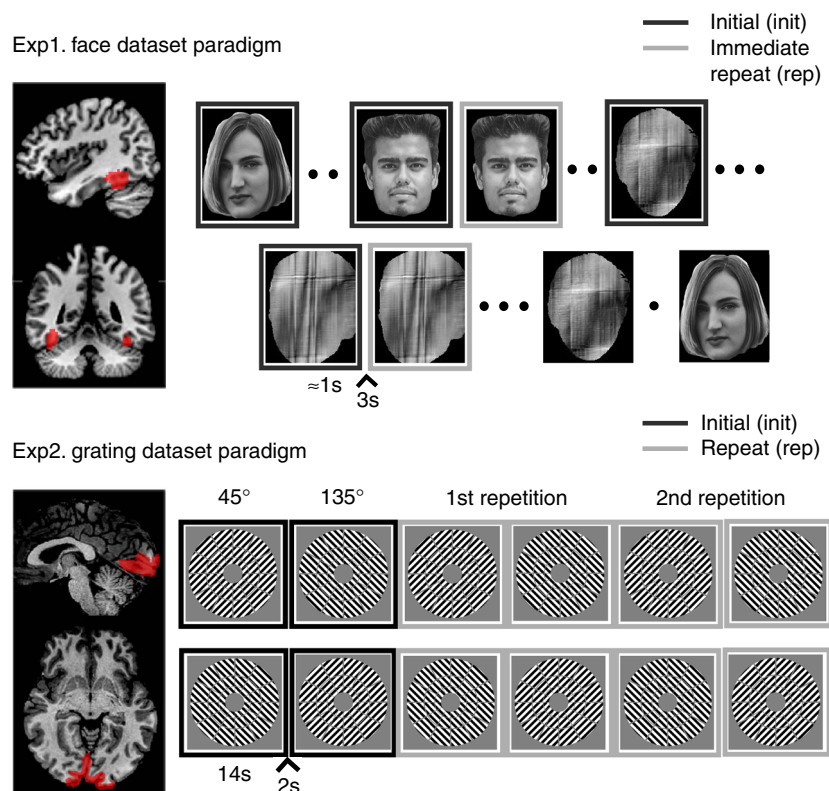 Exp1. face dataset paradigm
Initial (init)
Immediate
repeat (rep)
≈1s
3s
Exp2. grating dataset paradigm
Initial (init)
Repeat (rep)
45°
135°
1st repetition
2nd repetition
14s
2s